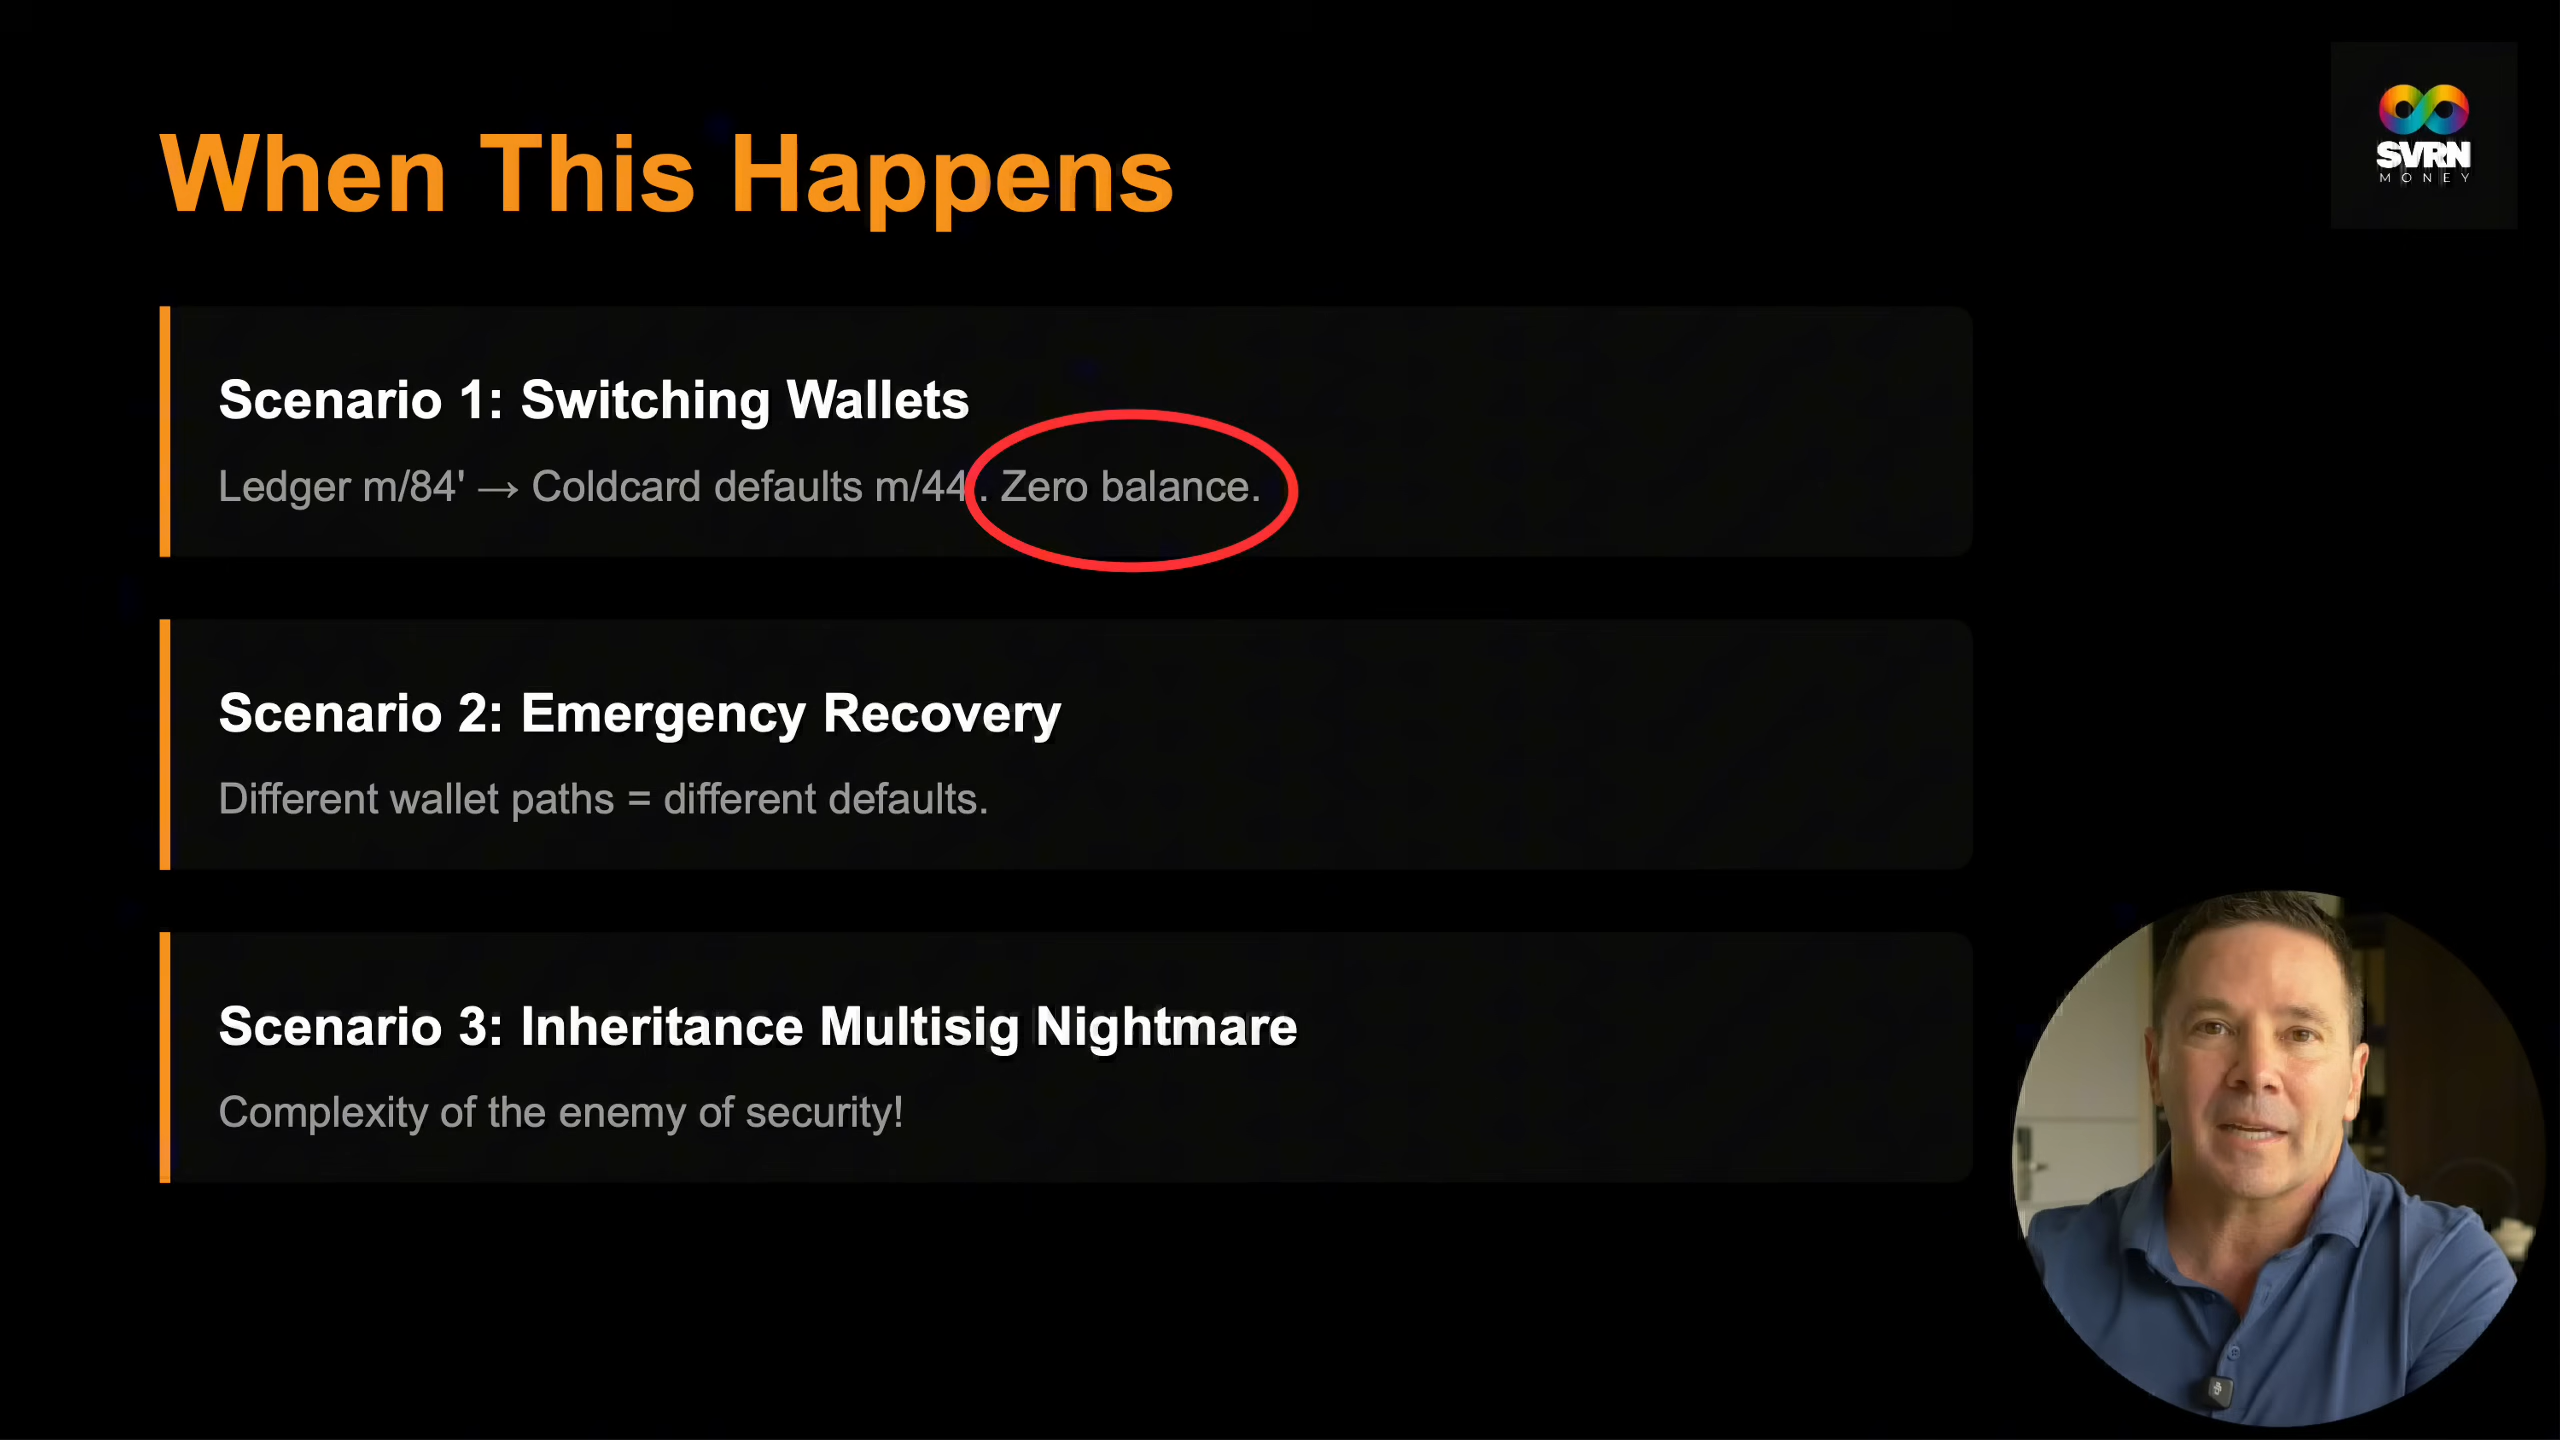 When This Happens
SVRN
MONEY
Scenario 1: Switching Wallets
Ledger m/84' → Coldcard defaults m/44'. Zero balance.
Scenario 2: Emergency Recovery
Different wallet paths = different defaults.
Scenario 3: Inheritance Multisig Nightmare
Complexity of the enemy of security!